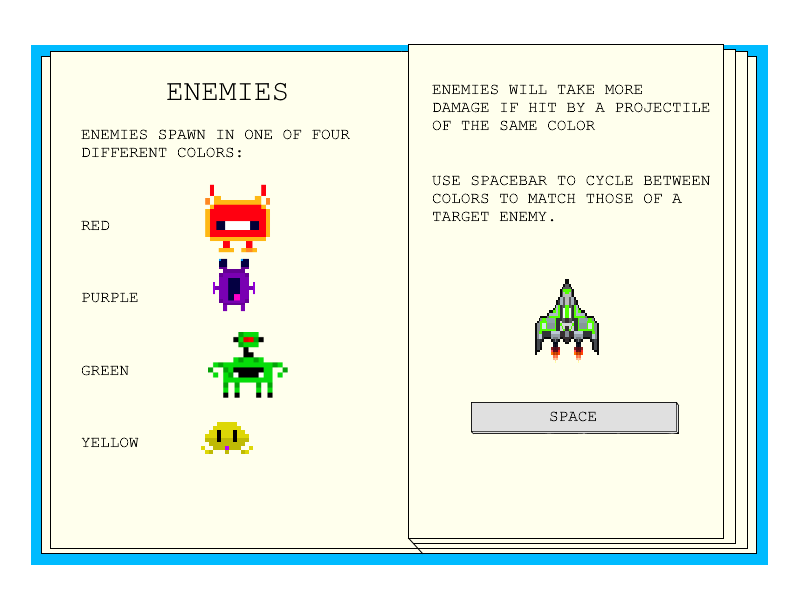 ENEMIES
ENEMIES SPAWN IN ONE OF FOUR
DIFFERENT COLORS:
RED
PURPLE
GREEN
YELLOW
ENEMIES WILL TAKE MORE
DAMAGE IF HIT BY A PROJECTILE
OF THE SAME COLOR
USE SPACEBAR TO CYCLE BETWEEN
COLORS TO MATCH THOSE OF A
TARGET ENEMY.
SPACE